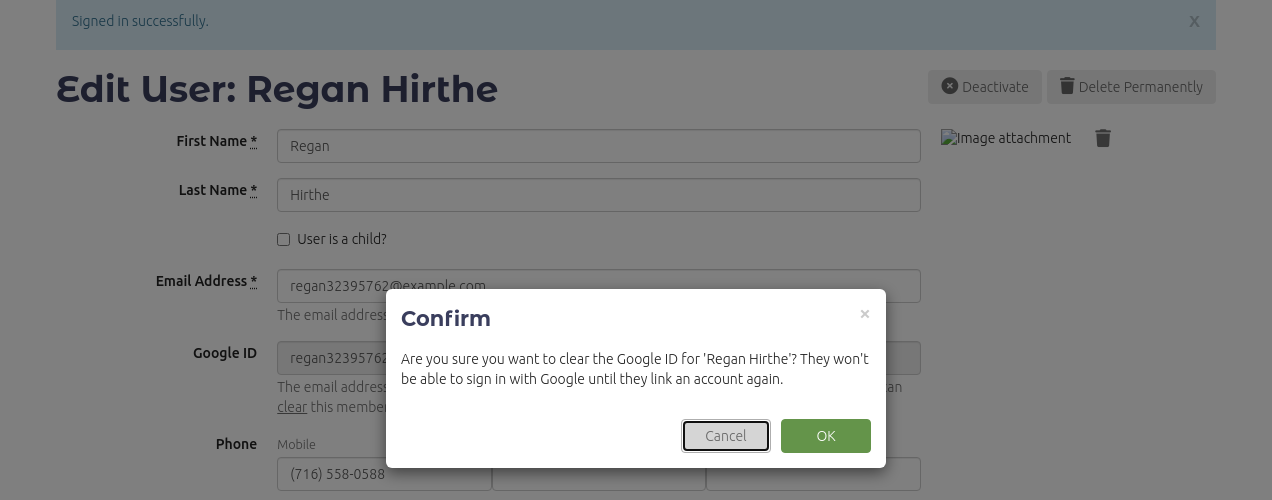 Signed in successfully.
x
Edit User: Regan Hirthe
Deactivate
Delete Permanently
First Name *
Regan
Image attachment
Last Name *
Hirthe
User is a child?
Email Address *
regan32395762@example.com
The email address
Confirm
×
Are you sure you want to clear the Google ID for 'Regan Hirthe'? They won't
be able to sign in with Google until they link an account again.
Cancel
OK
Google ID
regan32395762
The email address
can
clear this member
Phone
Mobile
(716) 558-0588